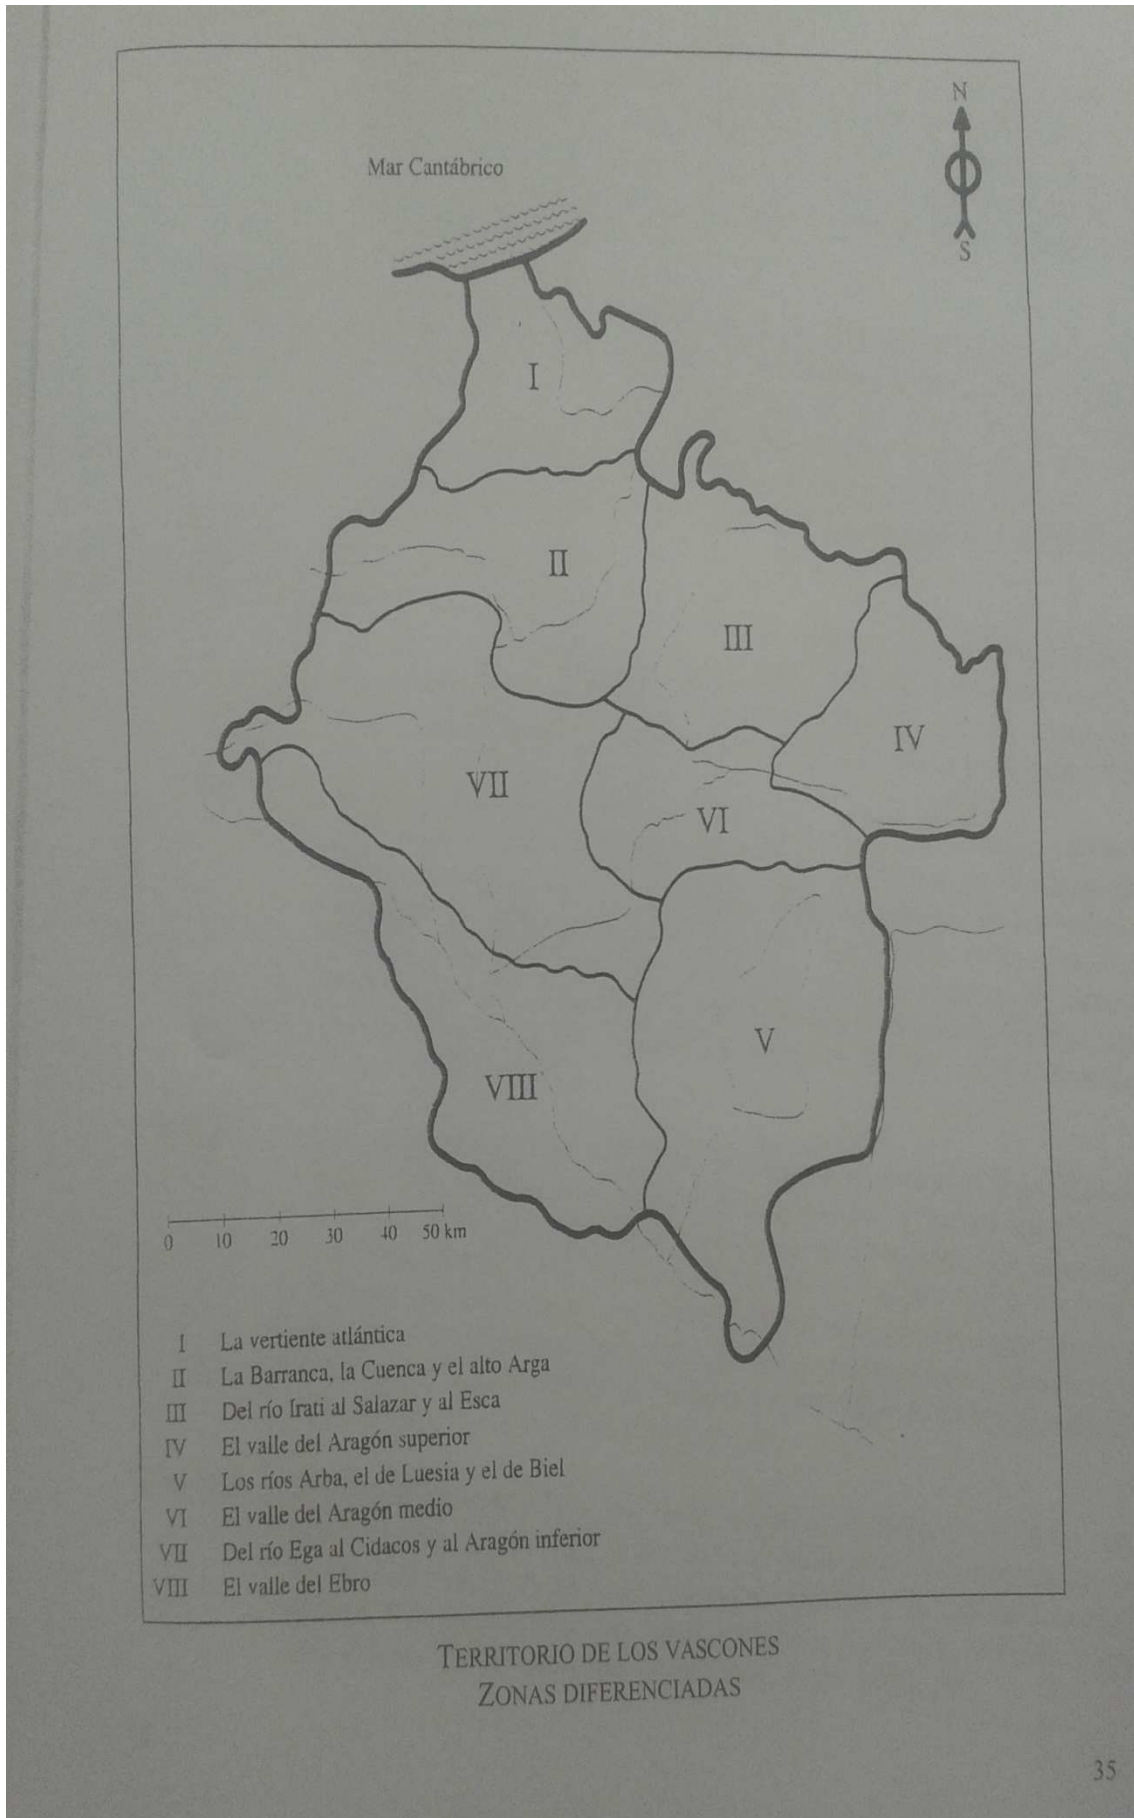 N
Mar Cantábrico
S
I
II
III
IV
VII
VI
V
VIII
0 10 20 30 40 50 km
I La vertiente atlántica
II La Barranca, la Cuenca y el alto Arga
III Del río Irati al Salazar y al Esca
IV El valle del Aragón superior
V Los ríos Arba, el de Luesia y el de Biel
VI El valle del Aragón medio
VII Del río Ega al Cidacos y al Aragón inferior
VIII El valle del Ebro
TERRITORIO DE LOS VASCONES
ZONAS DIFERENCIADAS
35